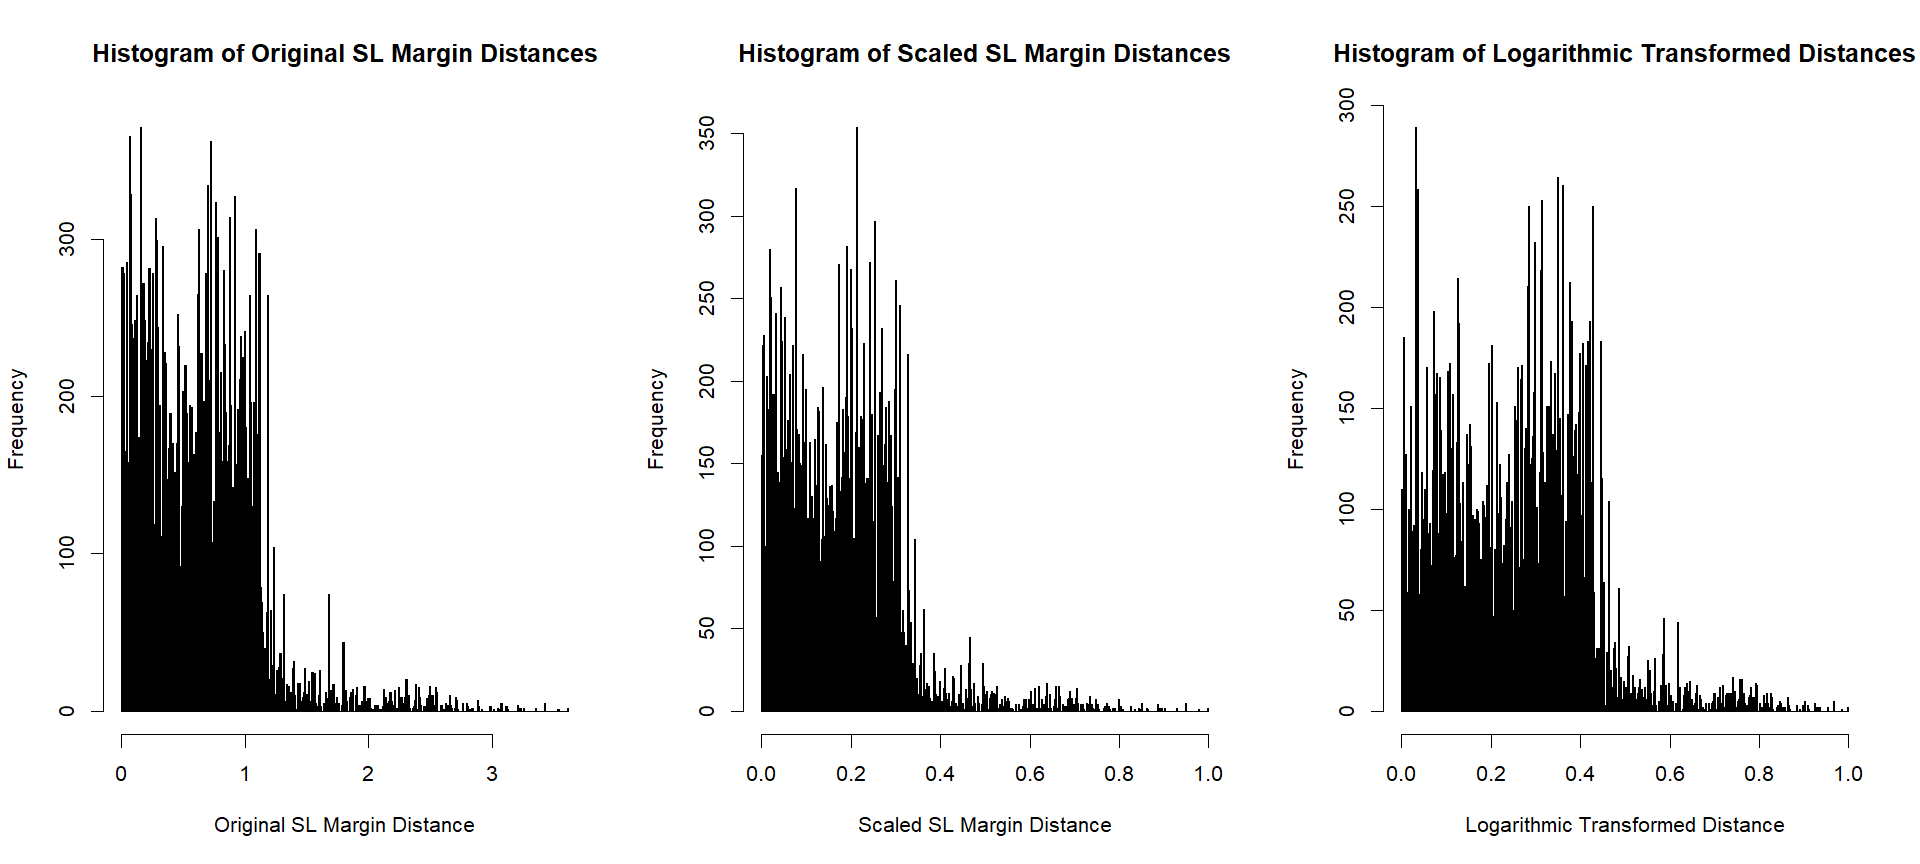 Histogram of Original SL Margin Distances
Frequency
0
100
200
300
0 1 2 3
Original SL Margin Distance
Histogram of Scaled SL Margin Distances
Frequency
0
50
100
150
200
250
300
350
0.0 0.2 0.4 0.6 0.8 1.0
Scaled SL Margin Distance
Histogram of Logarithmic Transformed Distances
Frequency
0
50
100
150
200
250
300
0.0 0.2 0.4 0.6 0.8 1.0
Logarithmic Transformed Distance